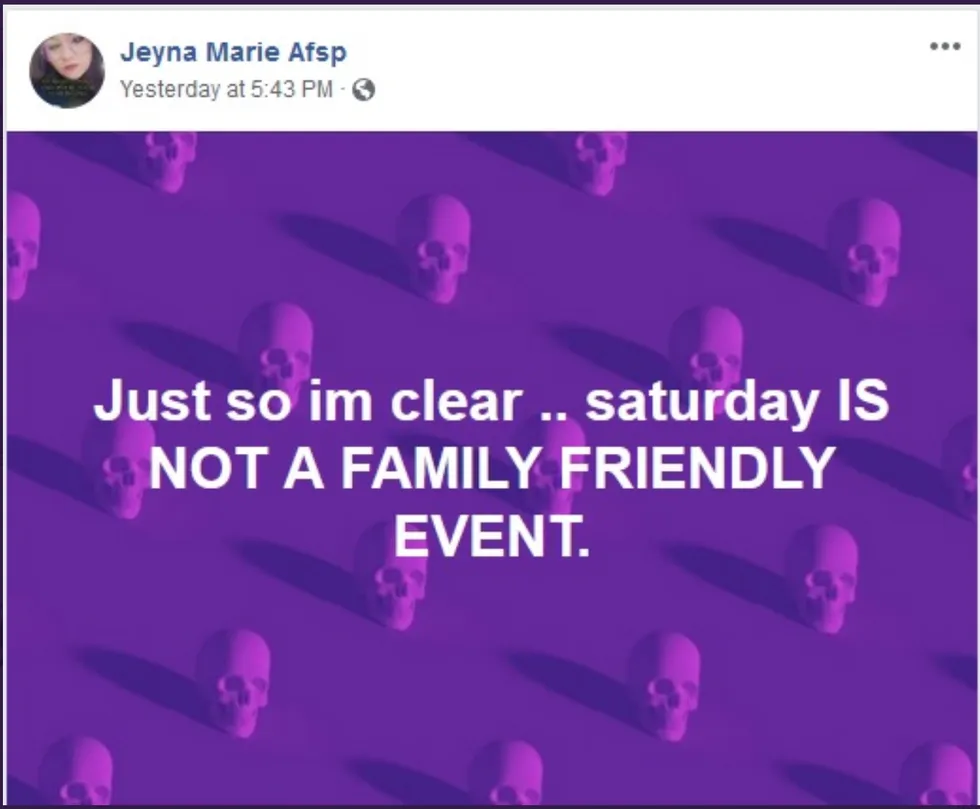 Jeyna Marie Afsp
Yesterday at 5:43 PM ·
Just so im clear .. saturday IS
NOT A FAMILY FRIENDLY
EVENT.